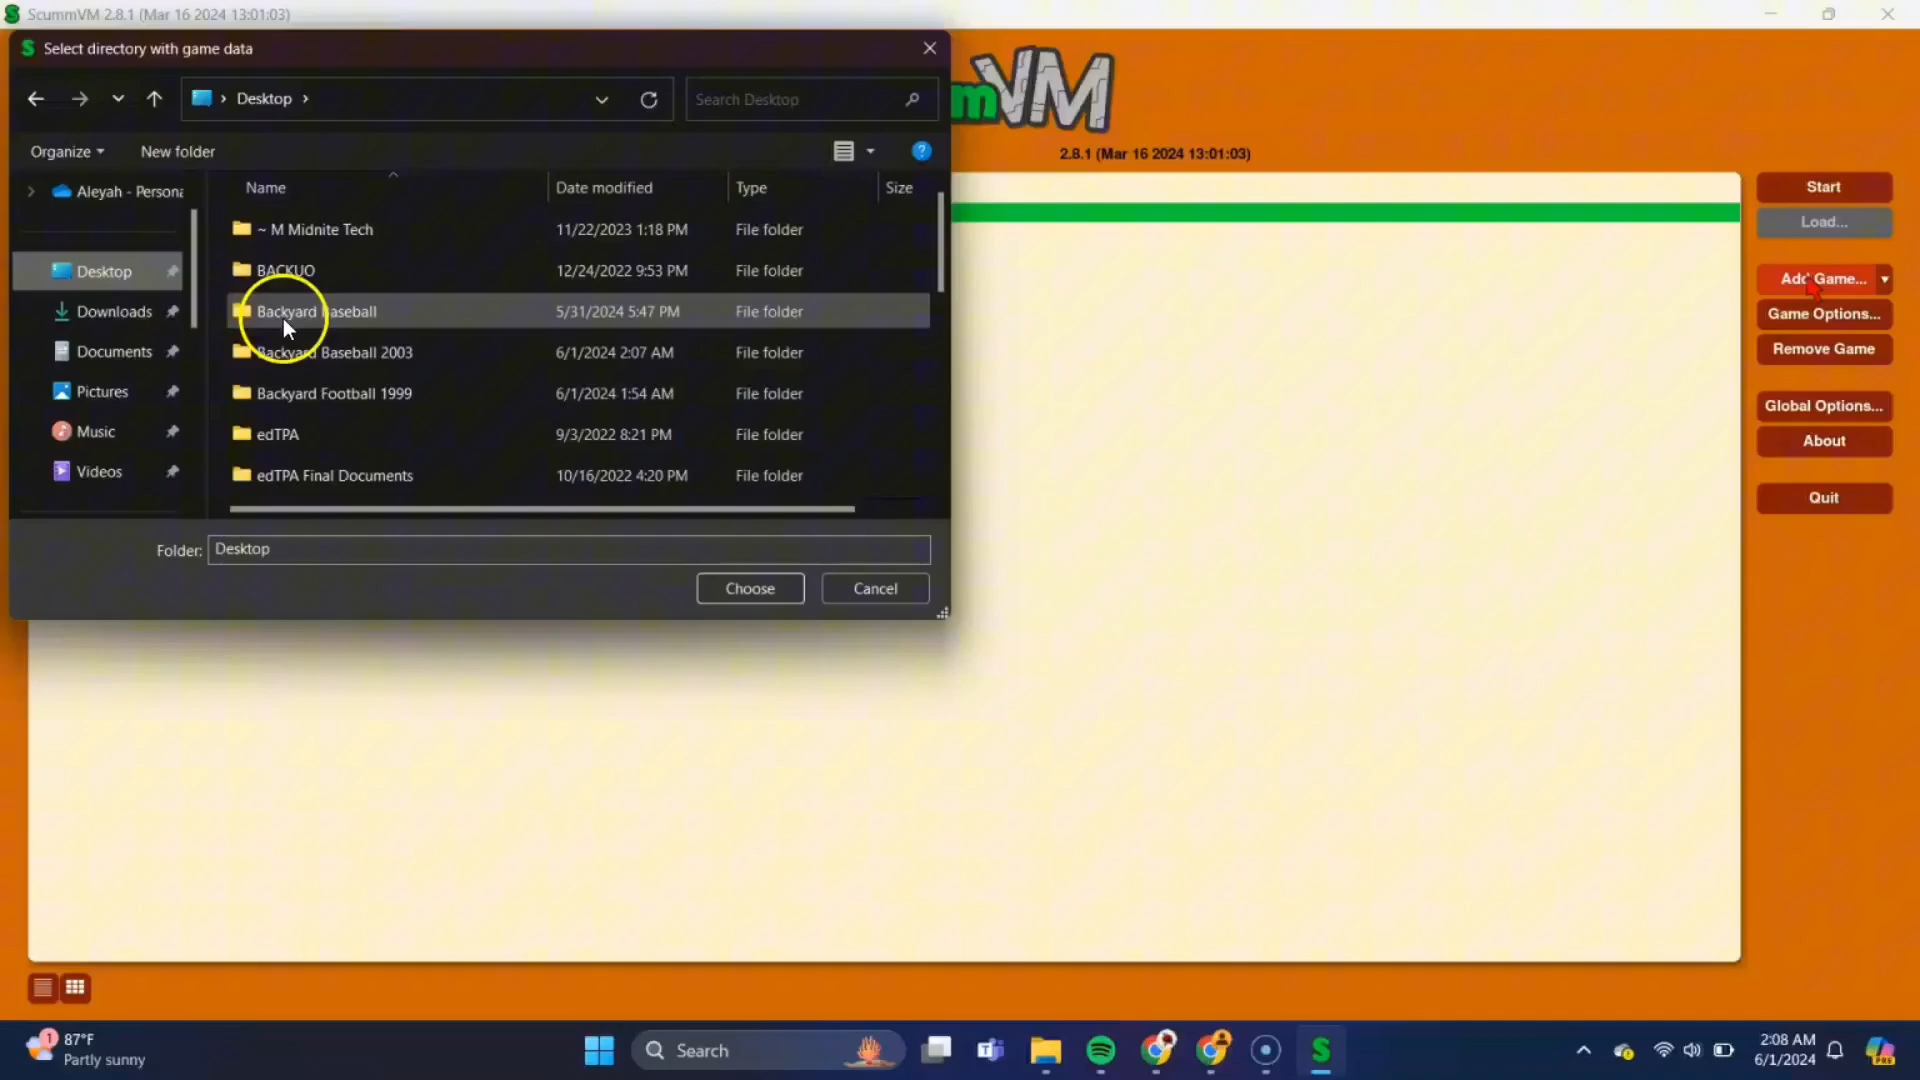 ScummVM 2.8.1 (Mar 16 2024 13:01:03)
Select directory with game data
Desktop
Search Desktop
Organize
New folder
Name
Date modified
Type
Size
Aleyah - Persona
Desktop
Downloads
Documents
Pictures
Music
Videos
~ M Midnite Tech 11/22/2023 1:18 PM File folder
BACKUO 12/24/2022 9:53 PM File folder
Backyard Baseball 5/31/2024 5:47 PM File folder
Backyard Baseball 2003 6/1/2024 2:07 AM File folder
Backyard Football 1999 6/1/2024 1:54 AM File folder
edTPA 9/3/2022 8:21 PM File folder
edTPA Final Documents 10/16/2022 4:20 PM File folder
Folder: Desktop
Choose
Cancel
mVM
2.8.1 (Mar 16 2024 13:01:03)
Start
Load...
Add Game...
Game Options...
Remove Game
Global Options...
About
Quit
1
87°F
Partly sunny
Search
2:08 AM
6/1/2024
PRE